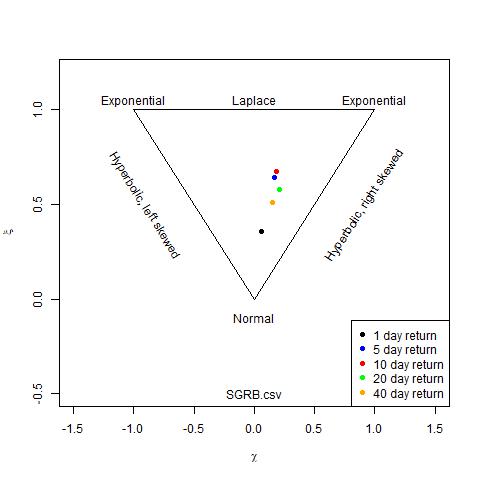 Exponential Laplace Exponential
Hyperbolic, left skewed
Hyperbolic, right skewed
Normal
SGRB.csv
1 day return
5 day return
10 day return
20 day return
40 day return
ξ
1.0
0.5
0.0
-0.5
-1.5 -1.0 -0.5 0.0 0.5 1.0 1.5
χ